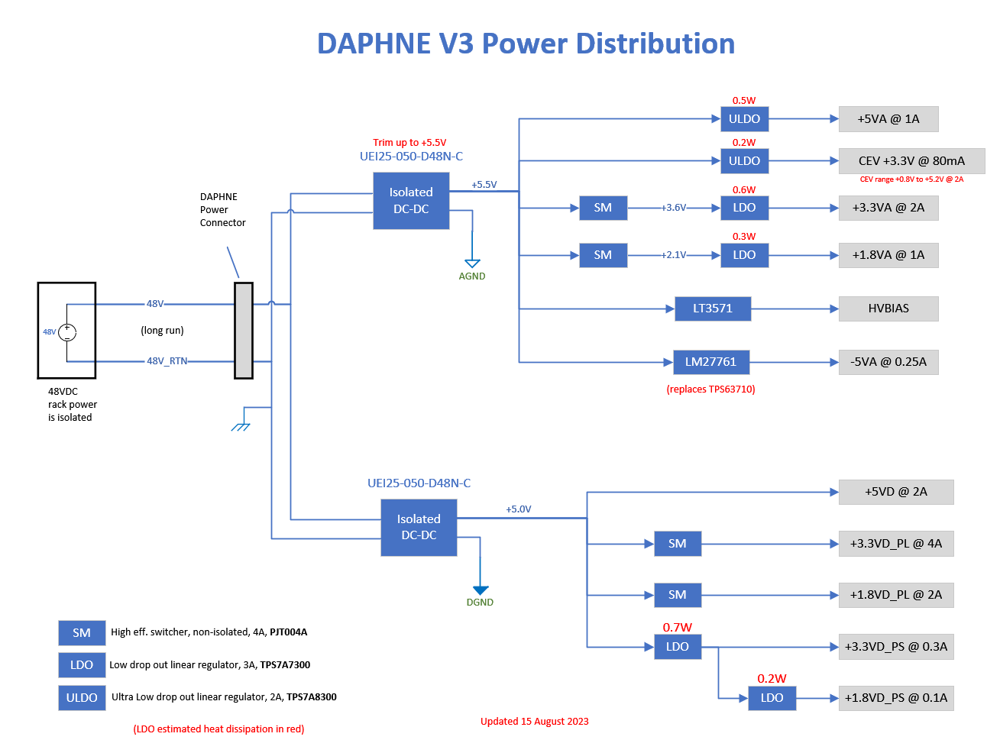 DAPHNE V3 Power Distribution
0.5W
ULDO
+5VA @ 1A
Trim up to +5.5V
UEI25-050-D48N-C
0.2W
ULDO
CEV +3.3V @ 80mA
CEV range +0.8V to +5.2V @ 2A
Isolated
DC-DC
+5.5V
0.6W
SM
+3.6V
LDO
+3.3VA @ 2A
DAPHNE
Power
Connector
0.3W
SM
+2.1V
LDO
+1.8VA @ 1A
AGND
48V
(long run)
48V
+
−
48V_RTN
LT3571
HVBIAS
LM27761
-5VA @ 0.25A
(replaces TPS63710)
48VDC
rack power
is isolated
UEI25-050-D48N-C
Isolated
DC-DC
+5.0V
+5VD @ 2A
SM
+3.3VD_PL @ 4A
SM
+1.8VD_PL @ 2A
DGND
0.7W
LDO
+3.3VD_PS @ 0.3A
0.2W
LDO
+1.8VD_PS @ 0.1A
SM
High eff. switcher, non-isolated, 4A, PJT004A
LDO
Low drop out linear regulator, 3A, TPS7A7300
ULDO
Ultra Low drop out linear regulator, 2A, TPS7A8300
(LDO estimated heat dissipation in red)
Updated 15 August 2023